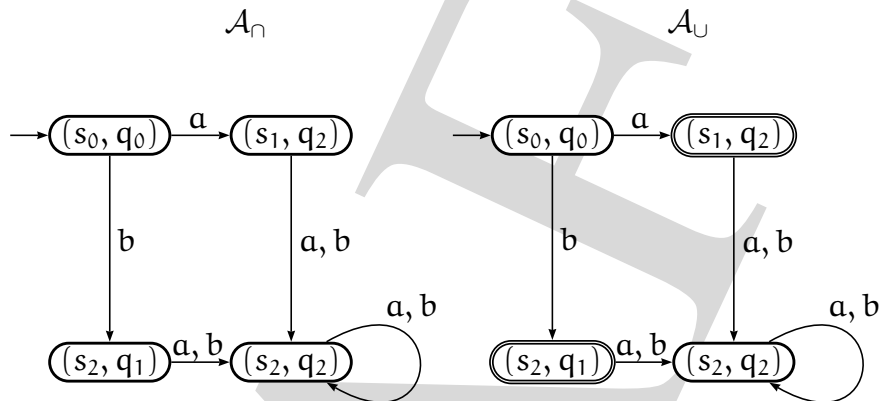 𝒜∩ 𝒜∪
(s₀, q₀) a (s₁, q₂) (s₀, q₀) a (s₁, q₂)
b a, b b a, b
a, b a, b
(s₂, q₁) a, b (s₂, q₂) (s₂, q₁) a, b (s₂, q₂)